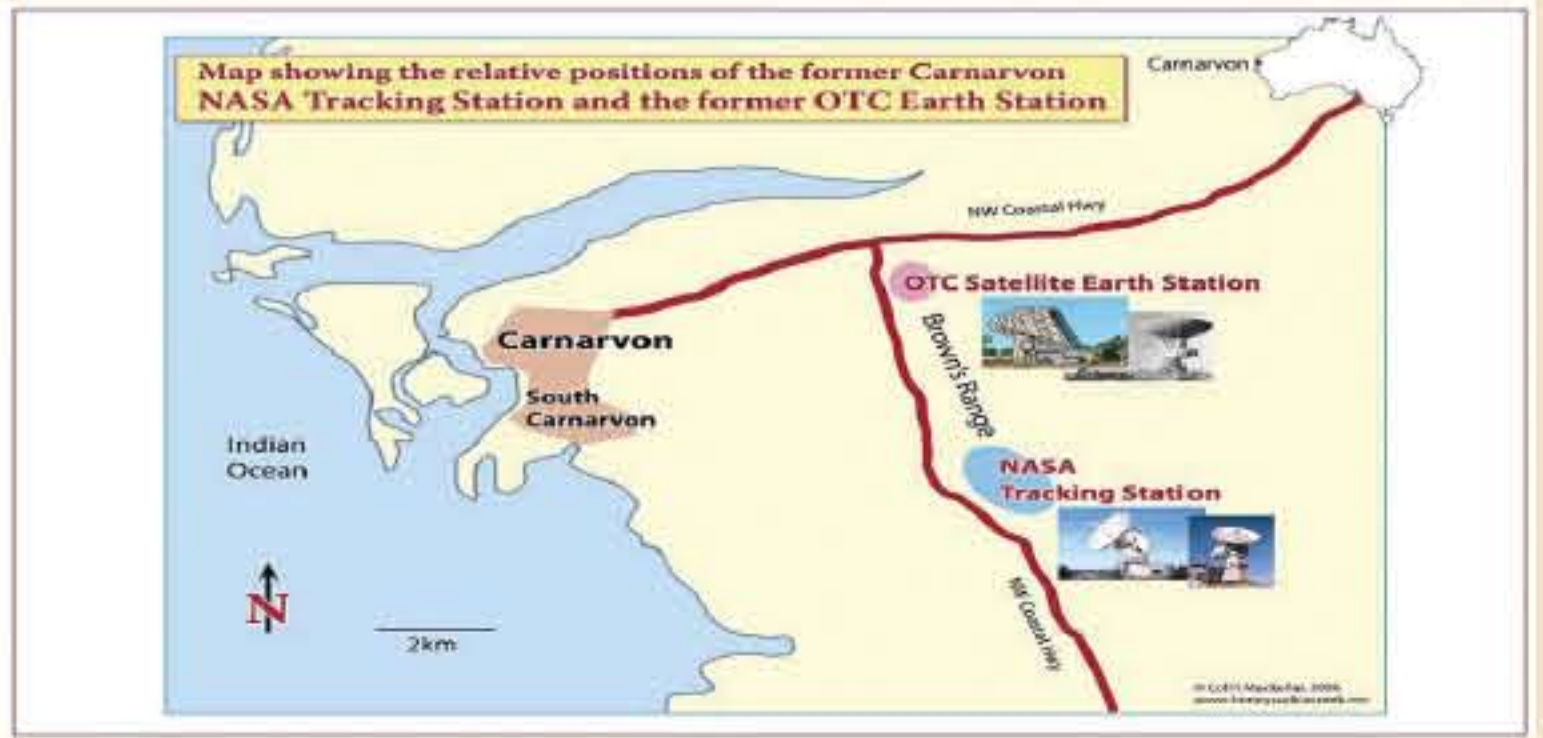 Map showing the relative positions of the former Carnarvon
NASA Tracking Station and the former OTC Earth Station
Carnarvon
NW Coastal Hwy
OTC Satellite Earth Station
Brown's Range
Carnarvon
South
Carnarvon
Indian
Ocean
NASA
Tracking Station
N
2km
NW Coastal Hwy
2006